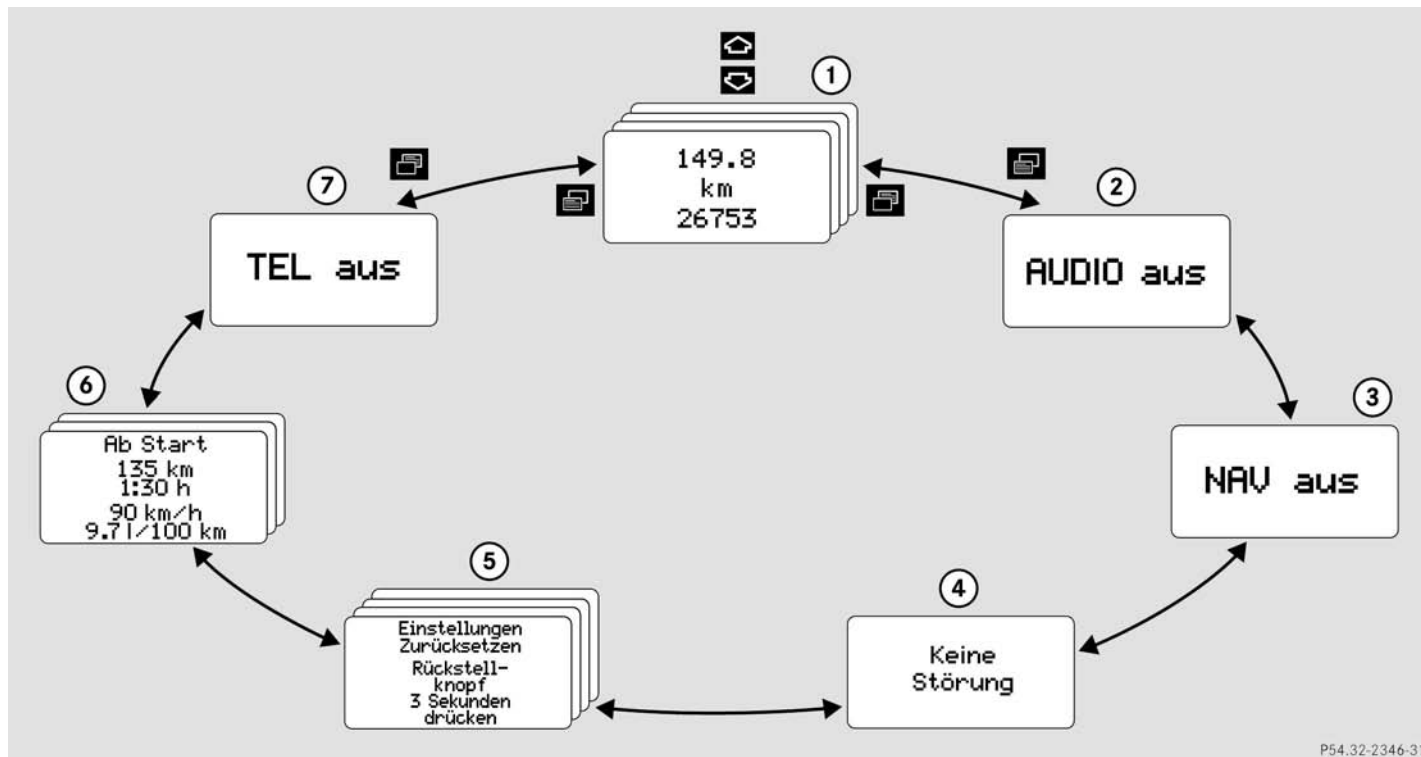 1
149.8
km
26753
2
AUDIO aus
3
NAV aus
4
Keine
Störung
5
Einstellungen
Zurücksetzen
Rückstell-
knopf
3 Sekunden
drücken
6
Ab Start
135 km
1:30 h
90 km/h
9.7 l/100 km
7
TEL aus
P54.32-2346-31